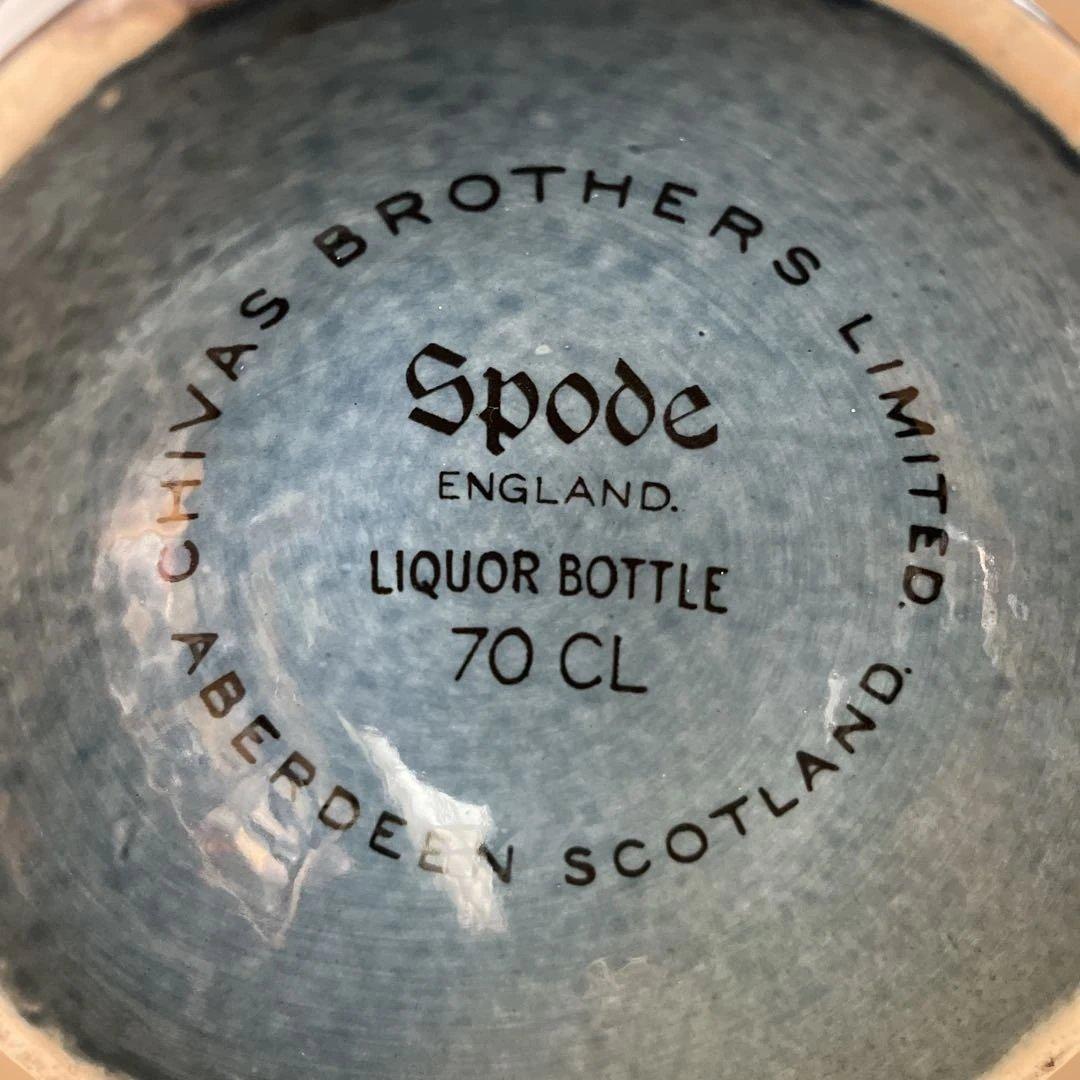 CHIVAS BROTHERS LIMITED.
Spode
ENGLAND.
LIQUOR BOTTLE
70 CL
ABERDEEN SCOTLAND.